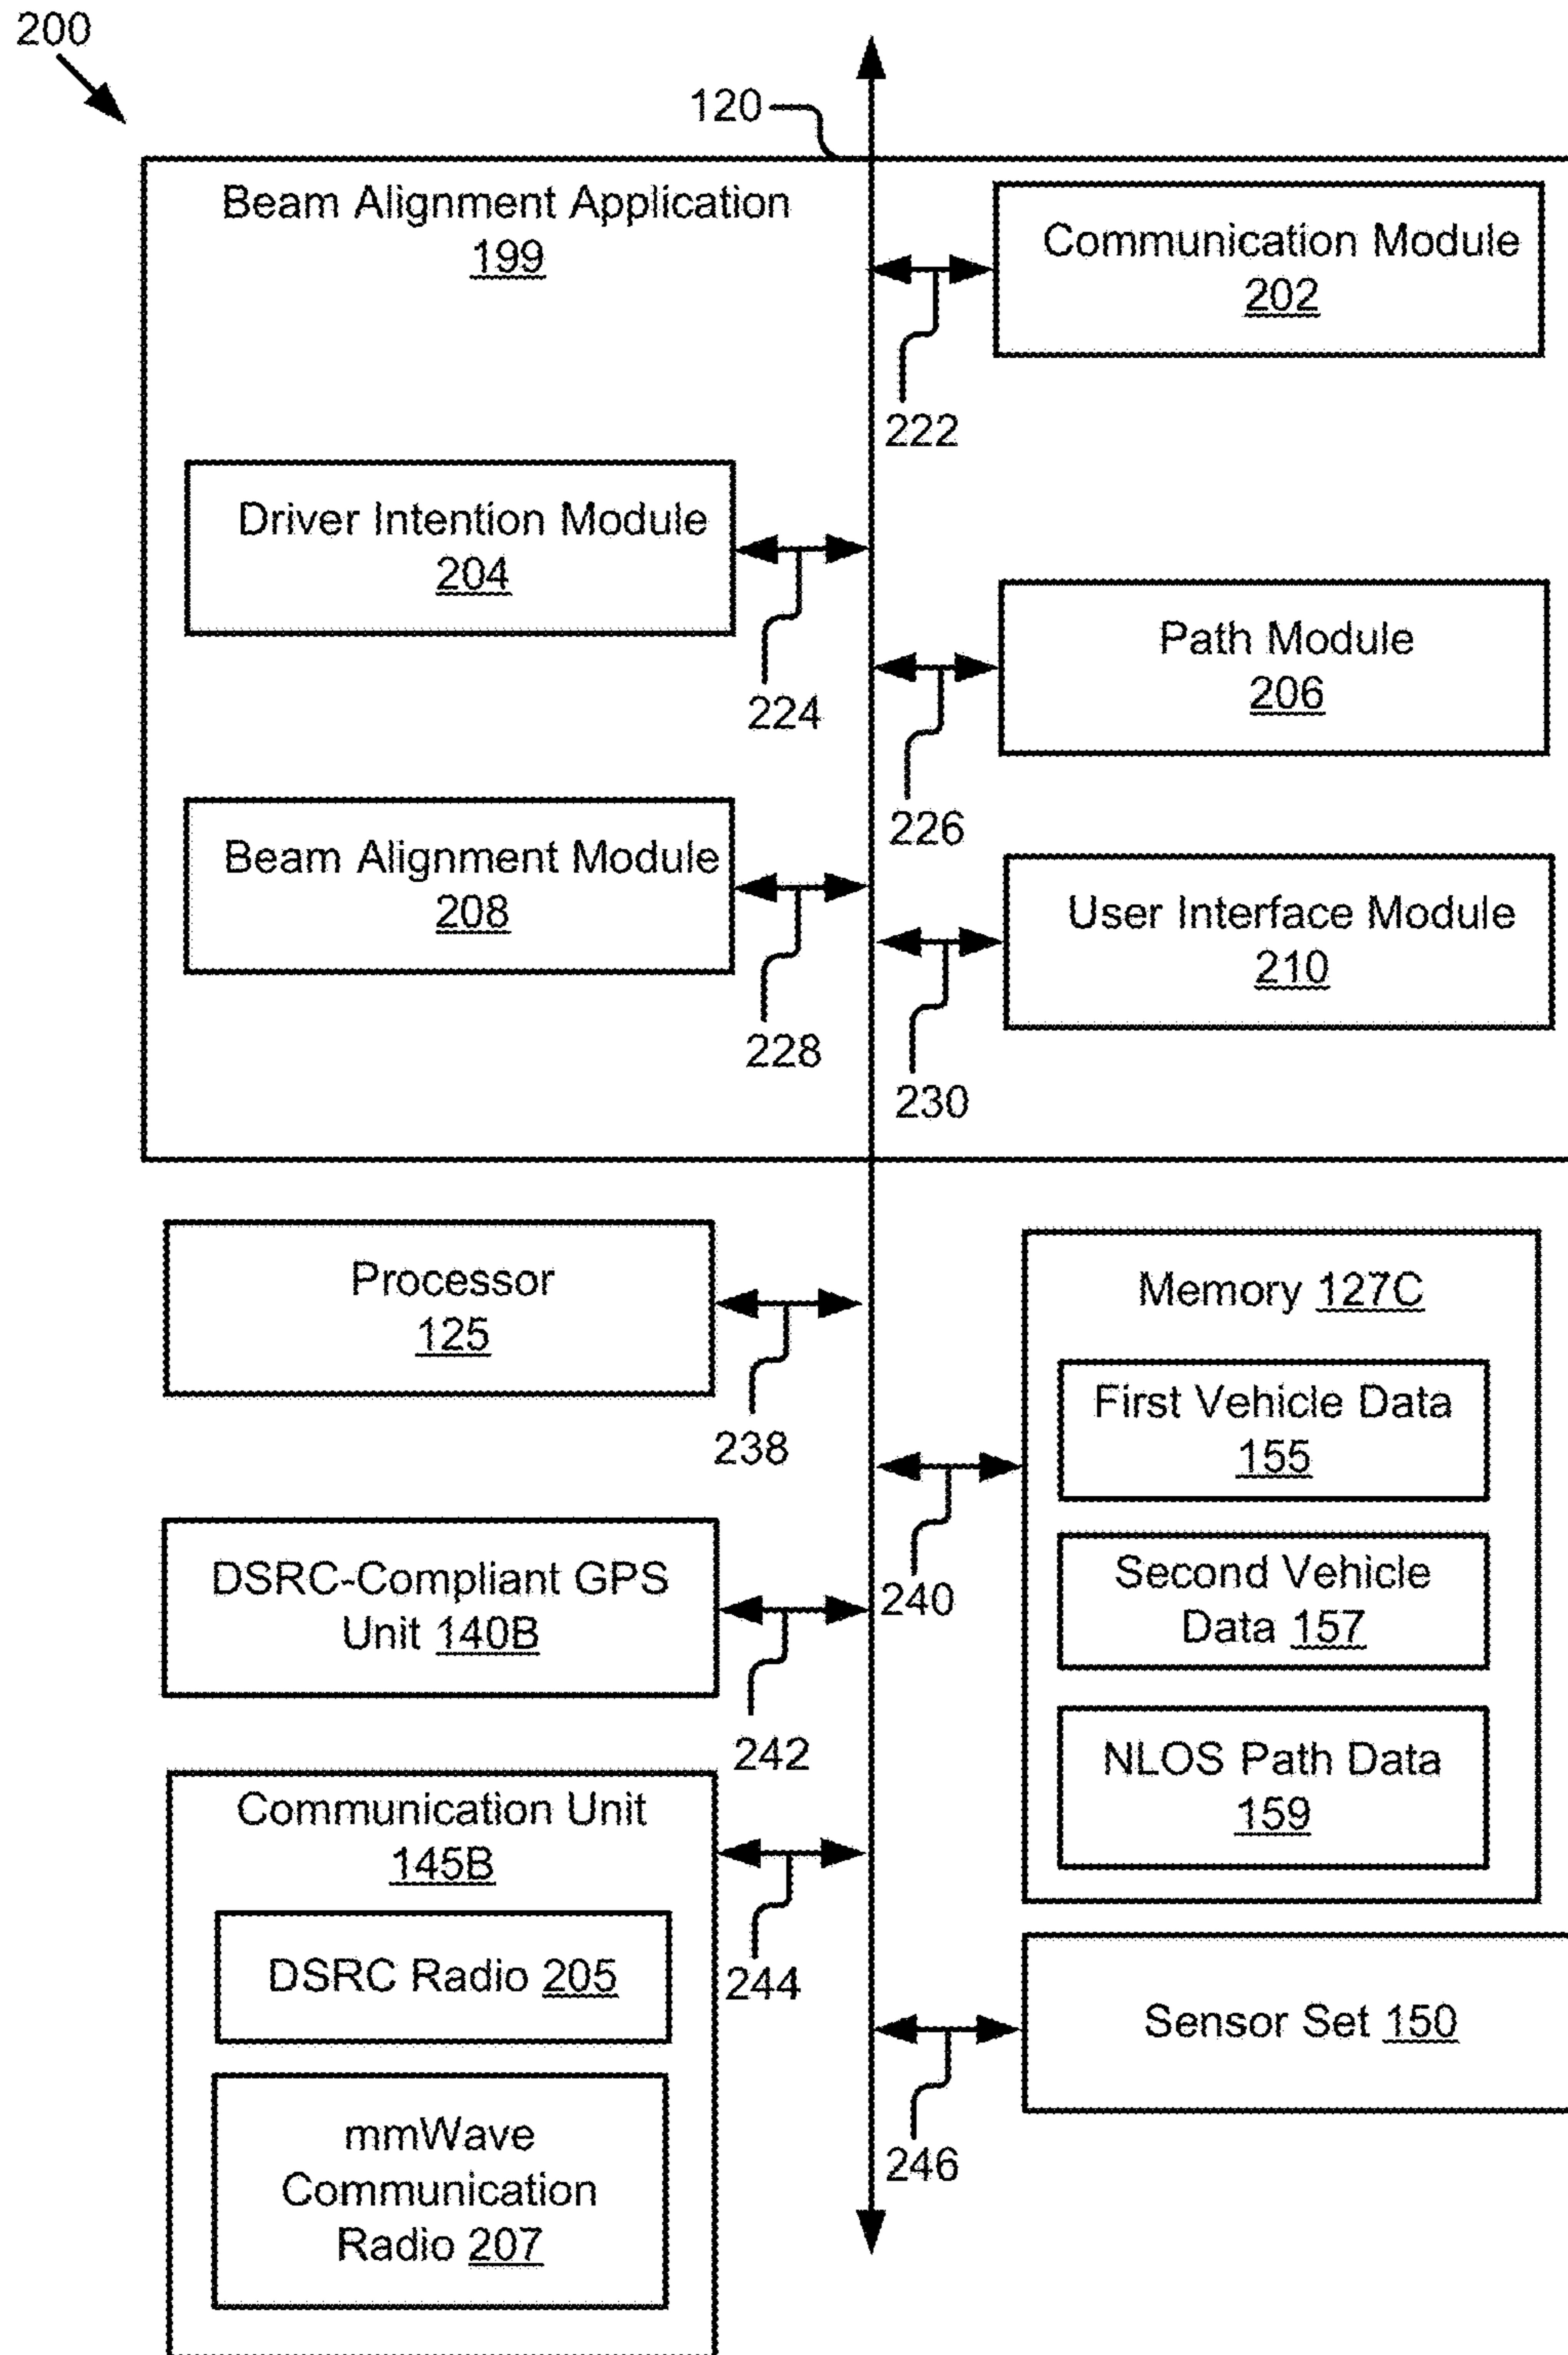 200
120
Beam Alignment Application
199
Communication Module
202
222
Driver Intention Module
204
224
Path Module
206
226
Beam Alignment Module
208
228
User Interface Module
210
230
Processor
125
238
Memory 127C
First Vehicle Data
155
240
Second Vehicle
Data 157
NLOS Path Data
159
DSRC-Compliant GPS
Unit 140B
242
Communication Unit
145B
244
DSRC Radio 205
mmWave
Communication
Radio 207
Sensor Set 150
246